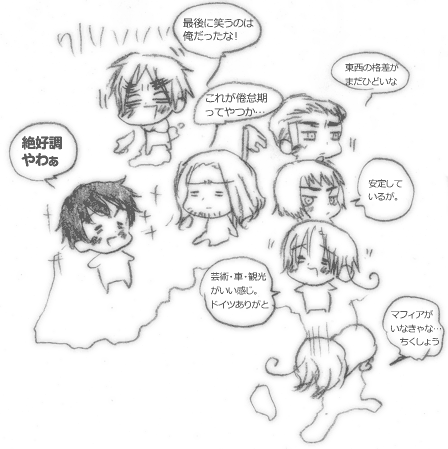 最後に笑うのは
俺だったな!
東西の格差が
まだひどいな
これが倦怠期
ってやつか…
絶好調
やわぁ
安定して
いるが。
芸術・車・観光
がいい感じ。
ドイツありがと
マフィアが
いなきゃな…
ちくしょう